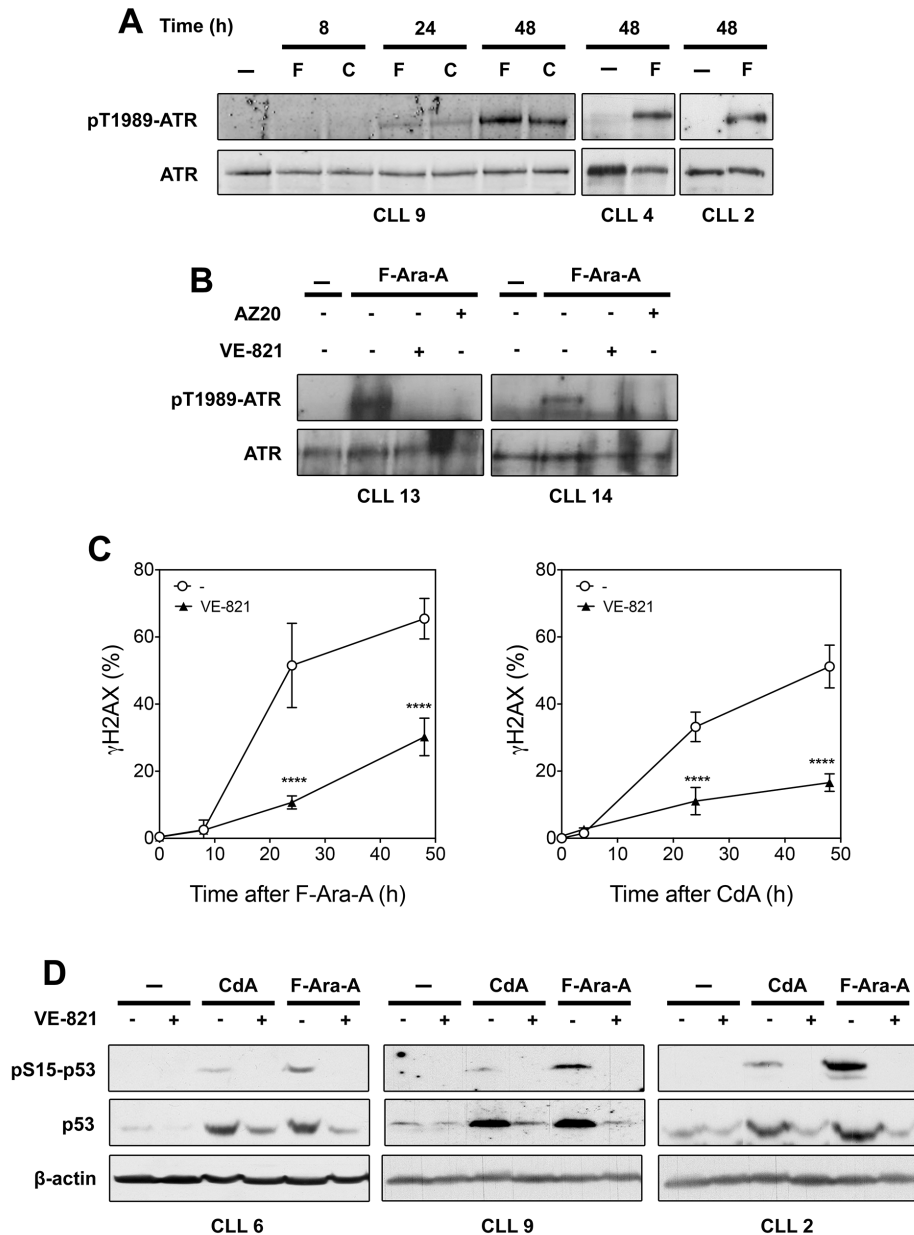 A
Time (h) 8 24 48 48 48
— F C F C F C — F — F
pT1989-ATR
ATR
CLL 9 CLL 4 CLL 2
B
— F-Ara-A — F-Ara-A
AZ20 - - - + - - - +
VE-821 - - + - - - + -
pT1989-ATR
ATR
CLL 13 CLL 14
C
γH2AX (%)
80
60
40
20
0
-
VE-821
****
****
0 10 20 30 40 50
Time after F-Ara-A (h)
γH2AX (%)
80
60
40
20
0
-
VE-821
****
****
0 10 20 30 40 50
Time after CdA (h)
D
— CdA F-Ara-A — CdA F-Ara-A — CdA F-Ara-A
VE-821 - + - + - + - + - + - + - + - + - +
pS15-p53
p53
β-actin
CLL 6 CLL 9 CLL 2